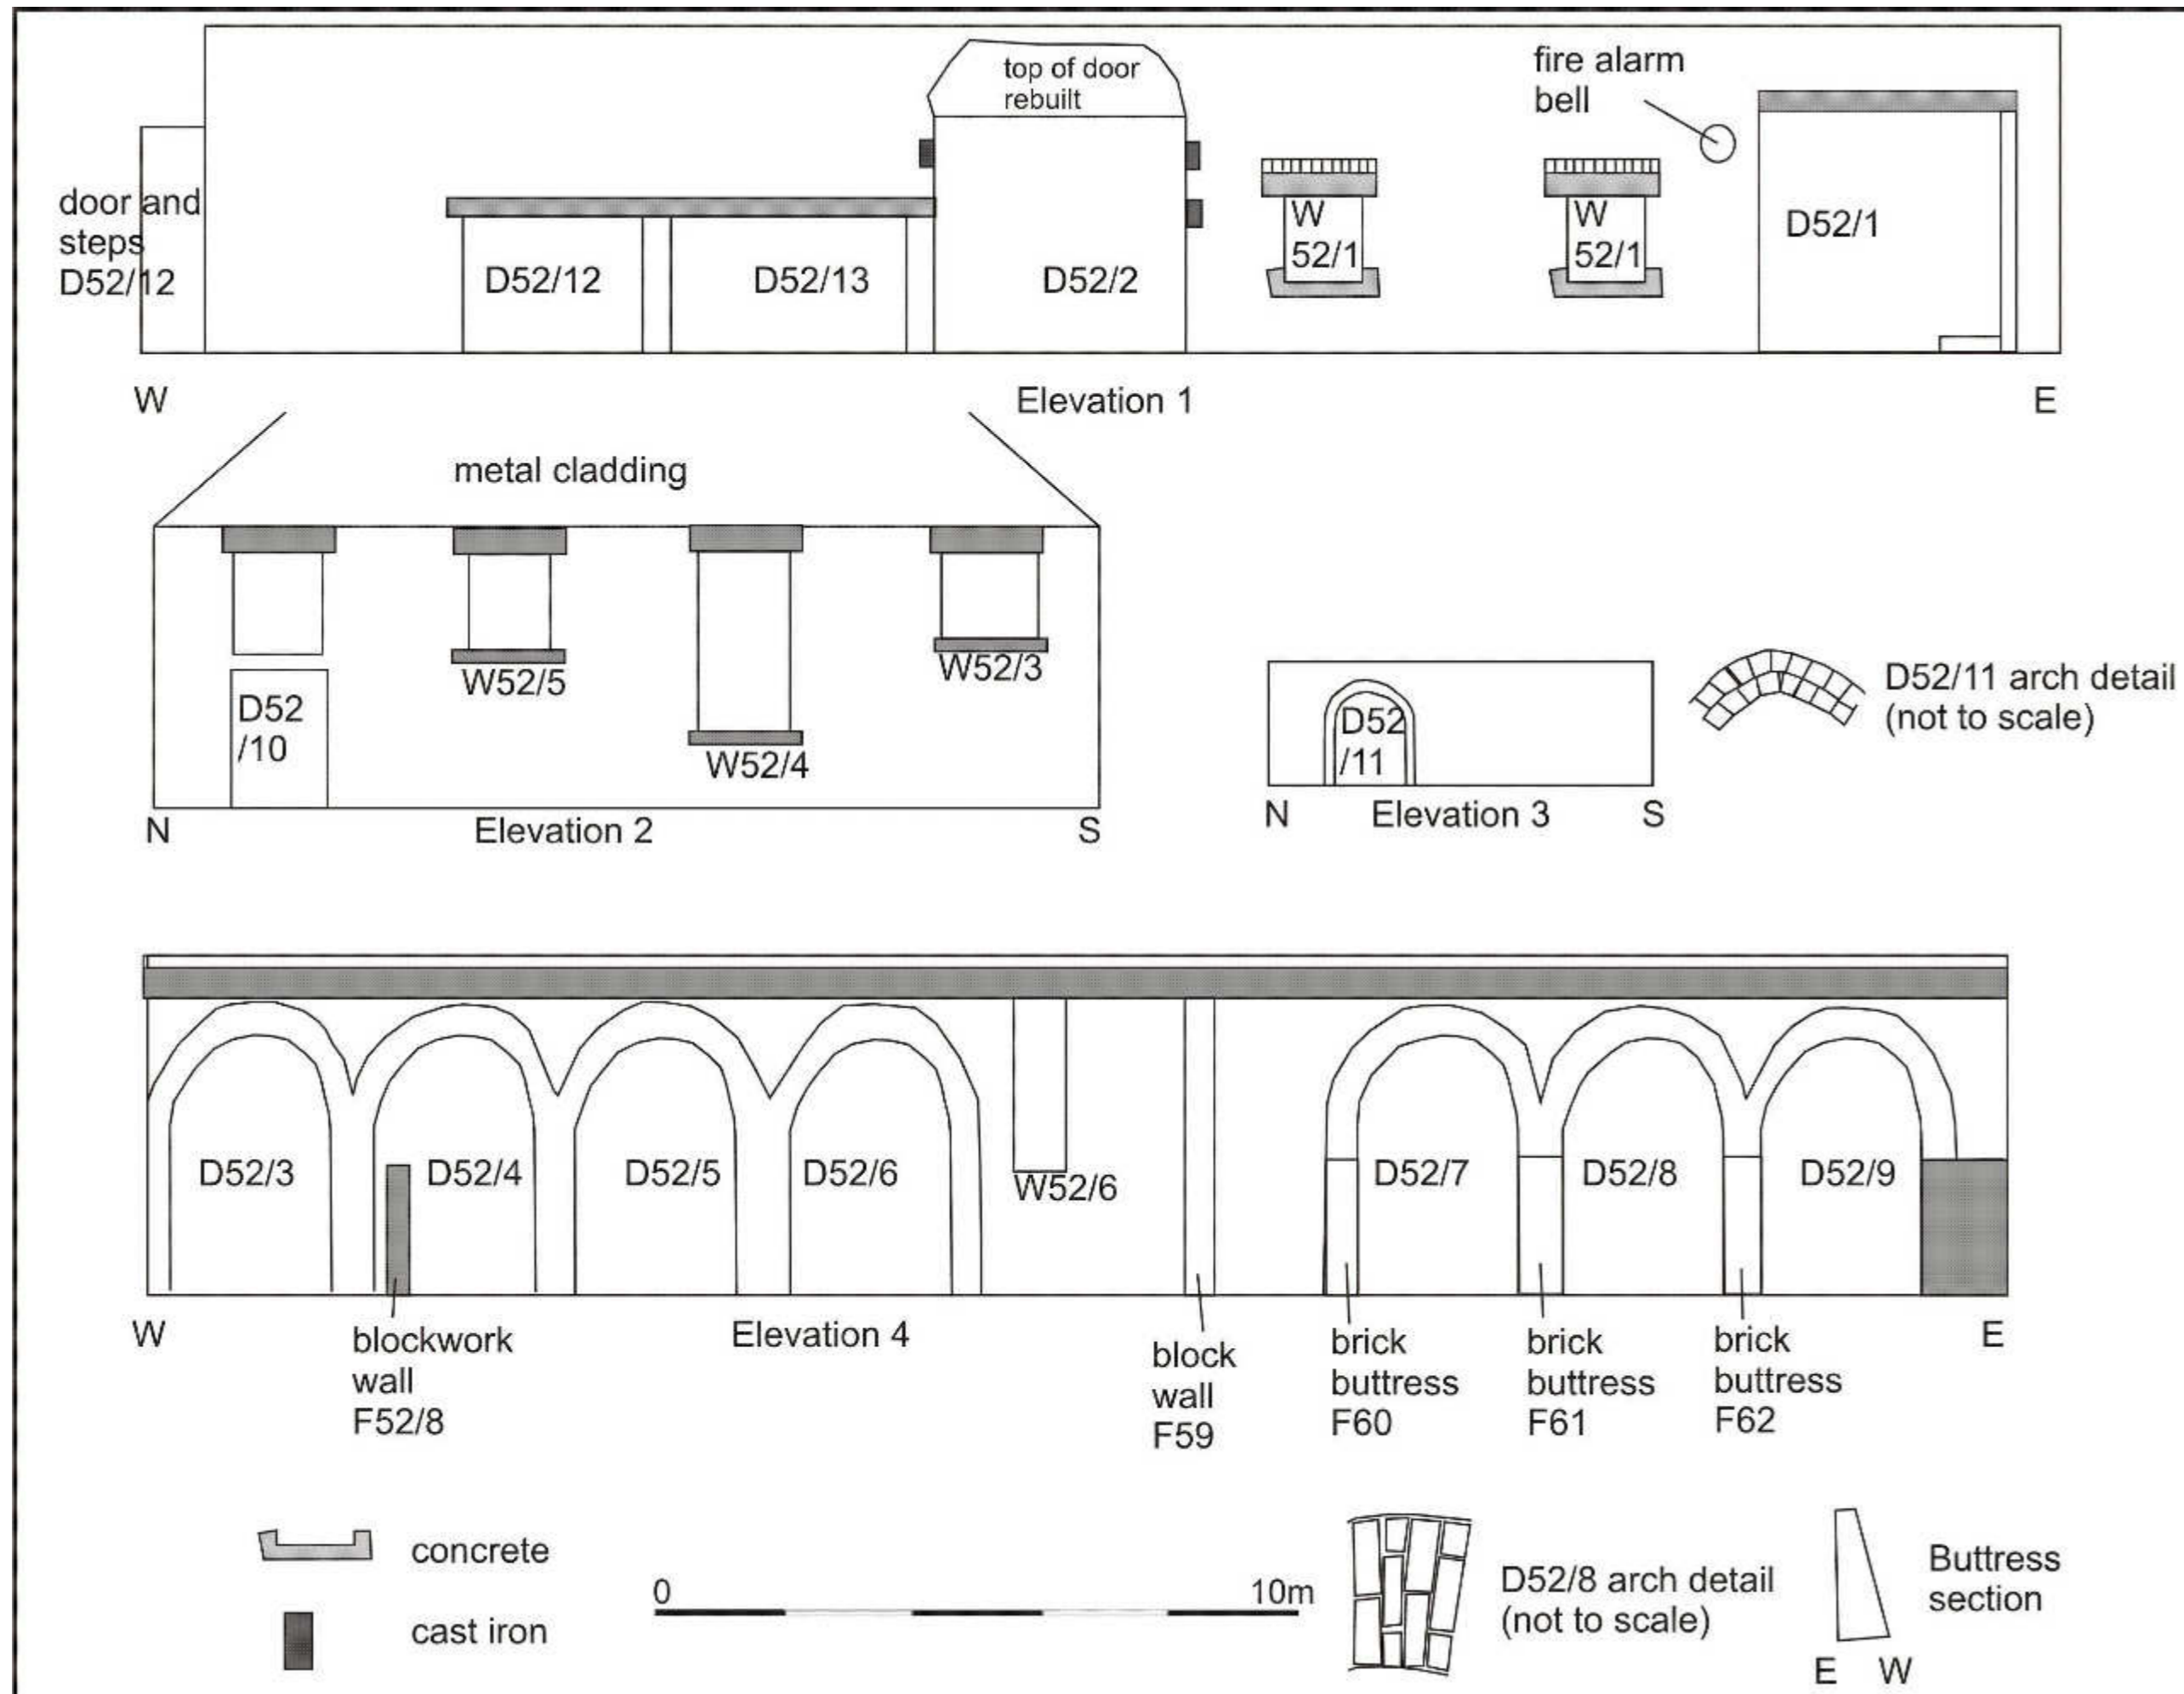 top of door
rebuilt
fire alarm
bell
door and
steps
D52/12
D52/12
D52/13
D52/2
W
52/1
W
52/1
D52/1
W
Elevation 1
E
metal cladding
D52
/10
W52/5
W52/4
W52/3
N
Elevation 2
S
D52
/11
N
Elevation 3
S
D52/11 arch detail
(not to scale)
D52/3
D52/4
D52/5
D52/6
W52/6
D52/7
D52/8
D52/9
W
Elevation 4
E
blockwork
wall
F52/8
block
wall
F59
brick
buttress
F60
brick
buttress
F61
brick
buttress
F62
concrete
cast iron
0
10m
D52/8 arch detail
(not to scale)
Buttress
section
E
W